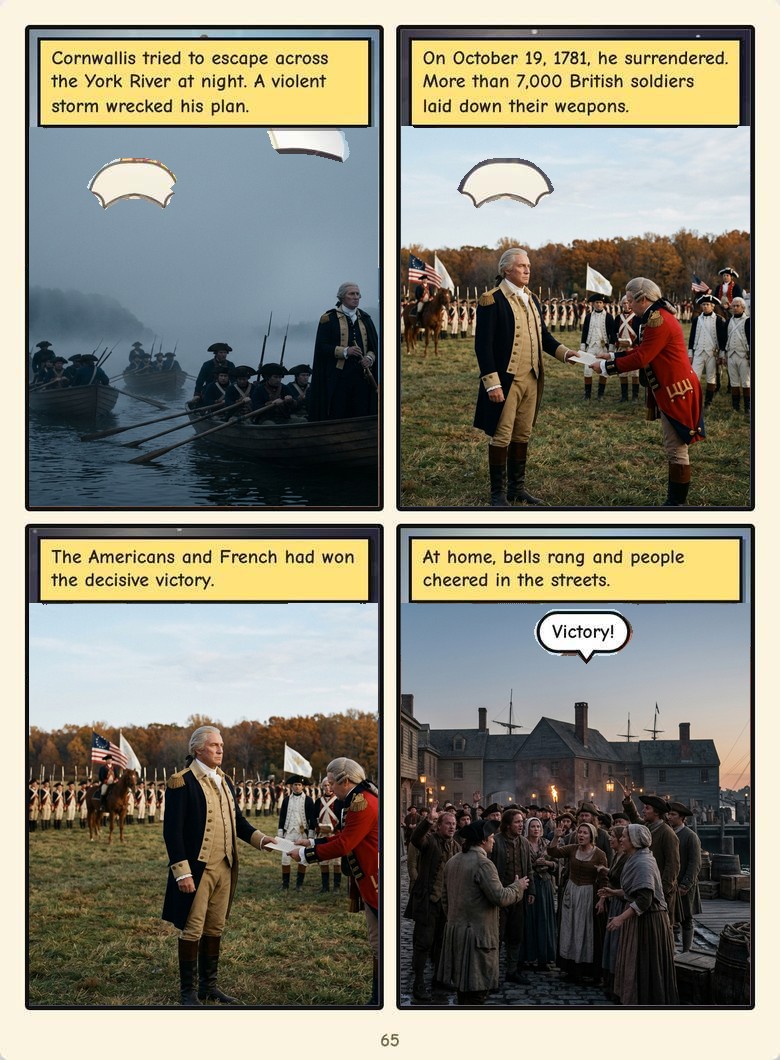 Cornwallis tried to escape across
the York River at night. A violent
storm wrecked his plan.
On October 19, 1781, he surrendered.
More than 7,000 British soldiers
laid down their weapons.
The Americans and French had won
the decisive victory.
At home, bells rang and people
cheered in the streets.
Victory!
65